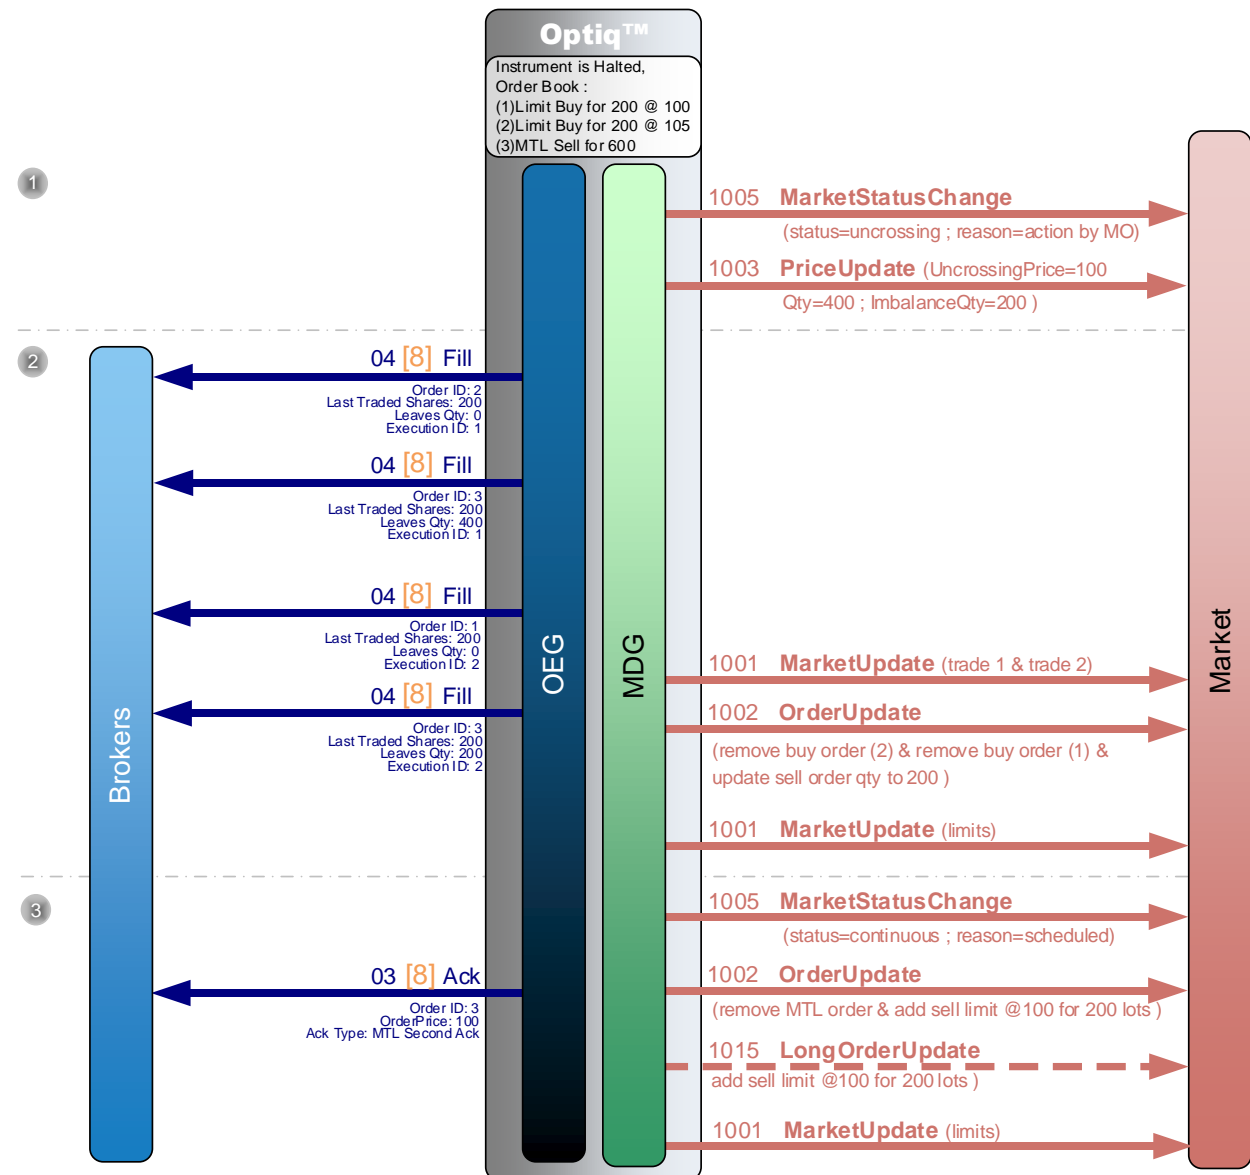 Optiq™
Instrument is Halted,
Order Book :
(1)Limit Buy for 200 @ 100
(2)Limit Buy for 200 @ 105
(3)MTL Sell for 600
1
1005 MarketStatusChange
(status=uncrossing ; reason=action by MO)
1003 PriceUpdate (UncrossingPrice=100
Qty=400 ; ImbalanceQty=200 )
2
04 [8] Fill
Order ID: 2
Last Traded Shares: 200
Leaves Qty: 0
Execution ID: 1
04 [8] Fill
Order ID: 3
Last Traded Shares: 200
Leaves Qty: 400
Execution ID: 1
04 [8] Fill
Order ID: 1
Last Traded Shares: 200
Leaves Qty: 0
Execution ID: 2
04 [8] Fill
Order ID: 3
Last Traded Shares: 200
Leaves Qty: 200
Execution ID: 2
Brokers
OEG
MDG
Market
1001 MarketUpdate (trade 1 & trade 2)
1002 OrderUpdate
(remove buy order (2) & remove buy order (1) &
update sell order qty to 200 )
1001 MarketUpdate (limits)
3
1005 MarketStatusChange
(status=continuous ; reason=scheduled)
03 [8] Ack
Order ID: 3
OrderPrice: 100
Ack Type: MTL Second Ack
1002 OrderUpdate
(remove MTL order & add sell limit @100 for 200 lots )
1015 LongOrderUpdate
add sell limit @100 for 200 lots )
1001 MarketUpdate (limits)